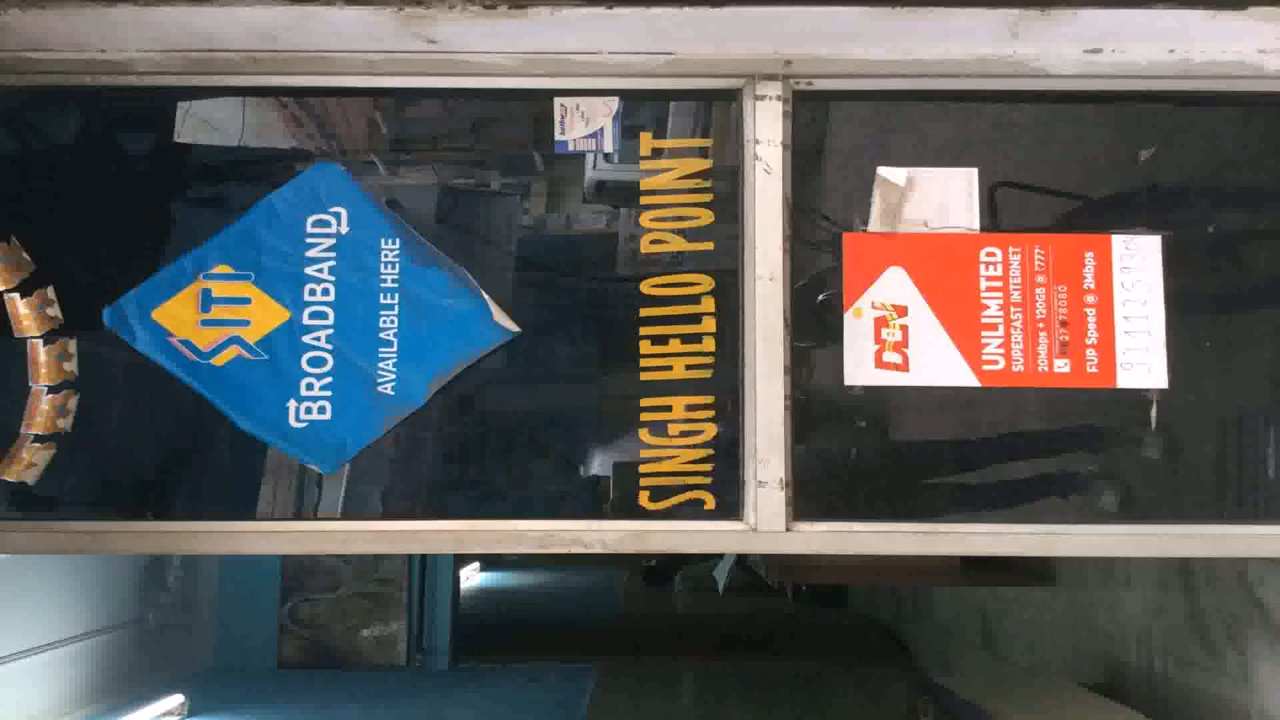 SITI
BROADBAND
AVAILABLE HERE
SINGH HELLO POINT
DEN
UNLIMITED
SUPERFAST INTERNET
20Mbps + 120GB @ ₹777*
FUP Speed @ 2Mbps